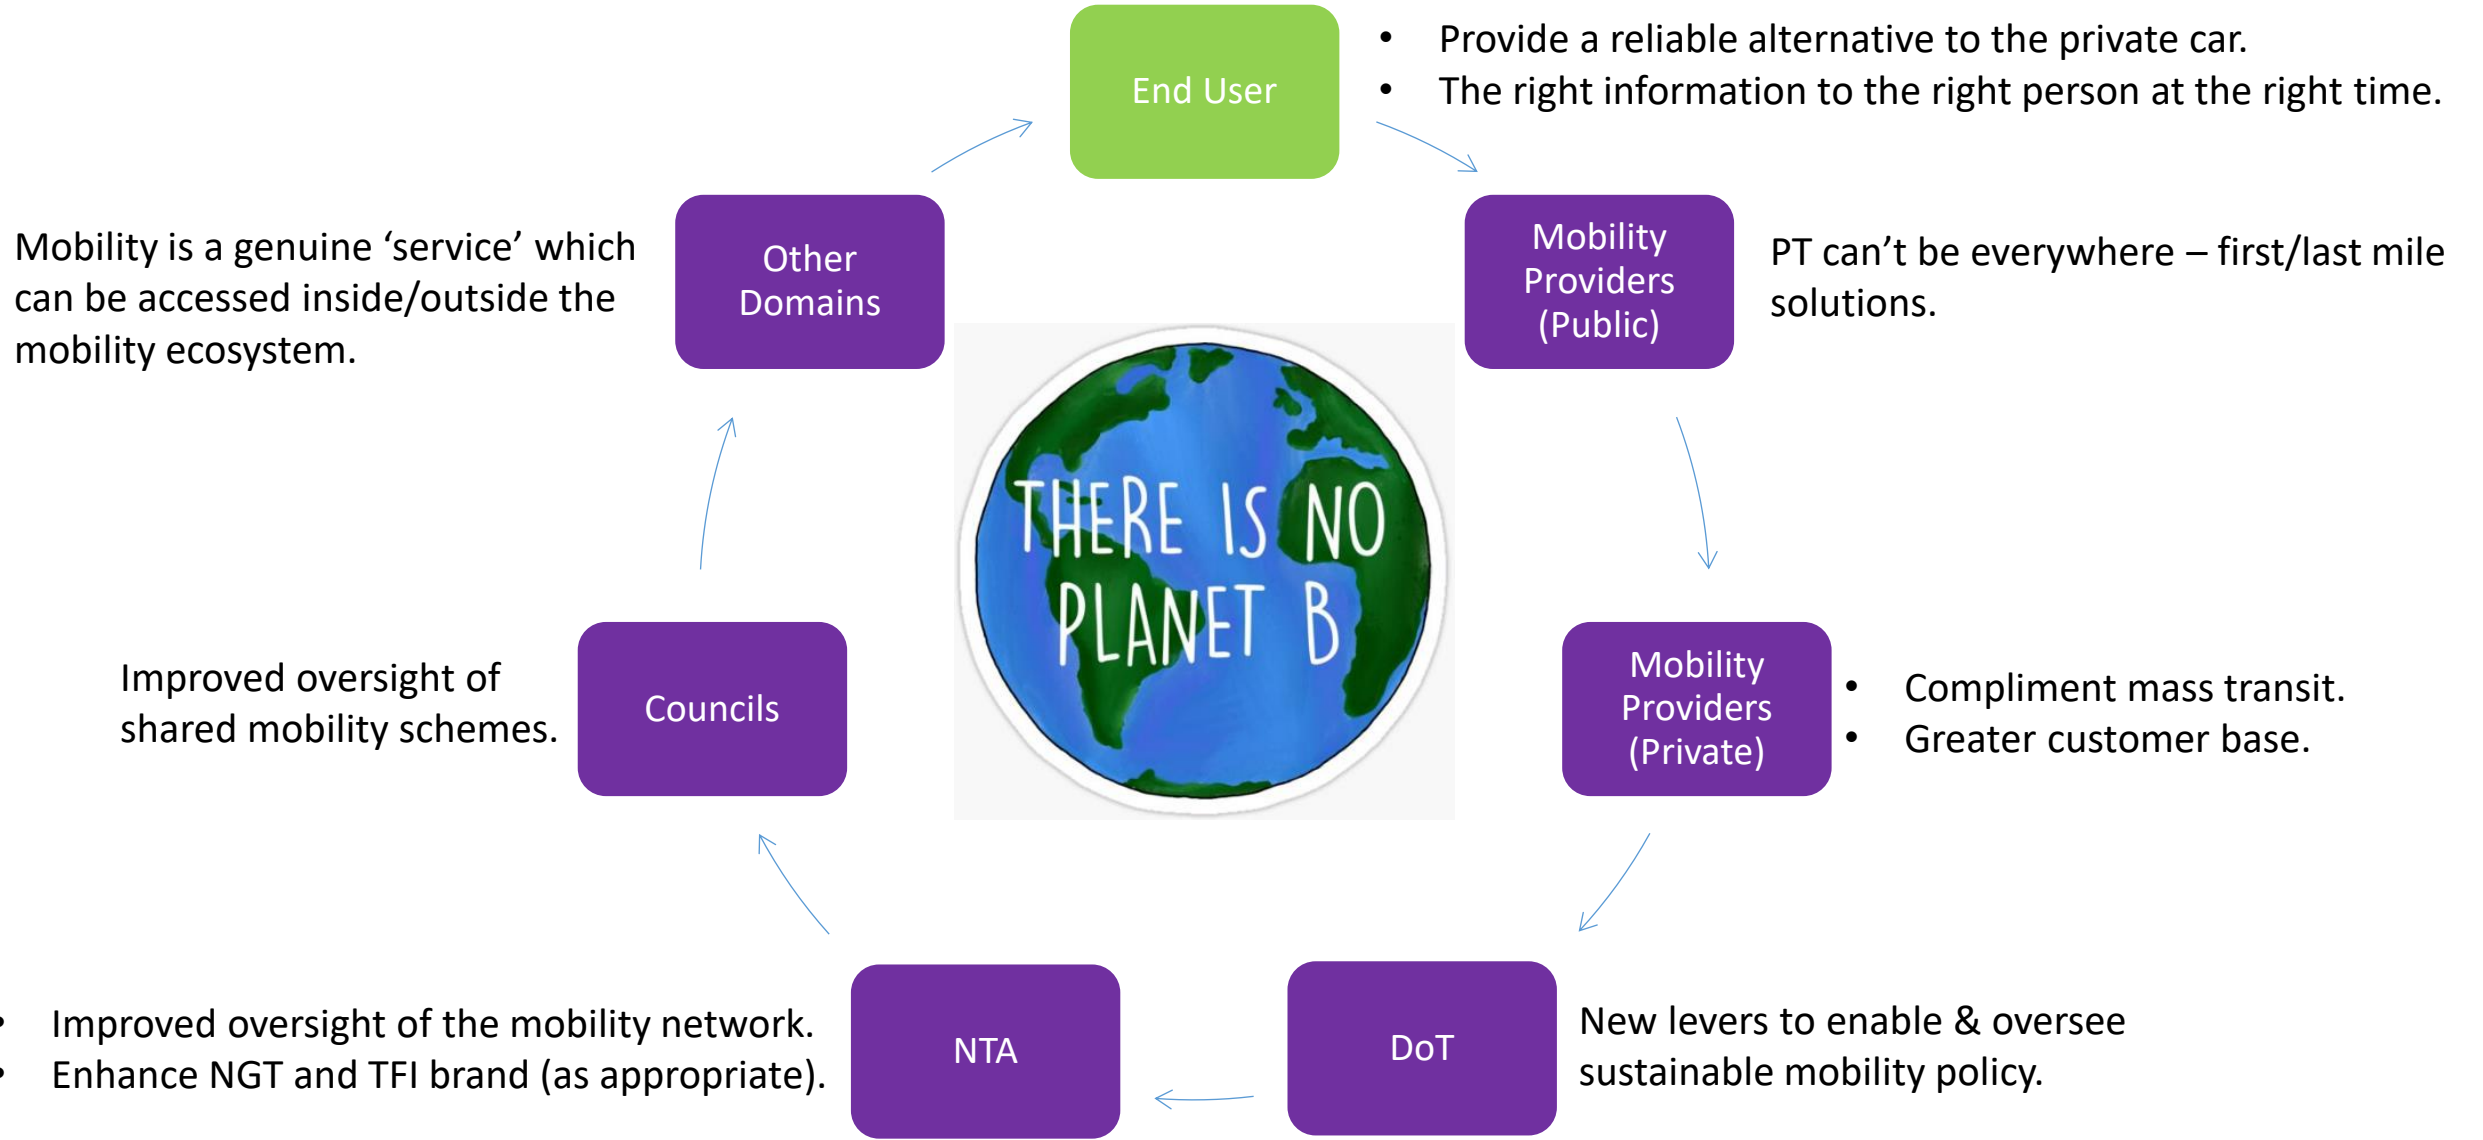 End User
• Provide a reliable alternative to the private car.
• The right information to the right person at the right time.
Mobility
Providers
(Public)
PT can’t be everywhere – first/last mile
solutions.
Mobility
Providers
(Private)
• Compliment mass transit.
• Greater customer base.
DoT
New levers to enable & oversee
sustainable mobility policy.
NTA
• Improved oversight of the mobility network.
• Enhance NGT and TFI brand (as appropriate).
Councils
Improved oversight of
shared mobility schemes.
Other
Domains
Mobility is a genuine ‘service’ which
can be accessed inside/outside the
mobility ecosystem.
THERE IS NO
PLANET B